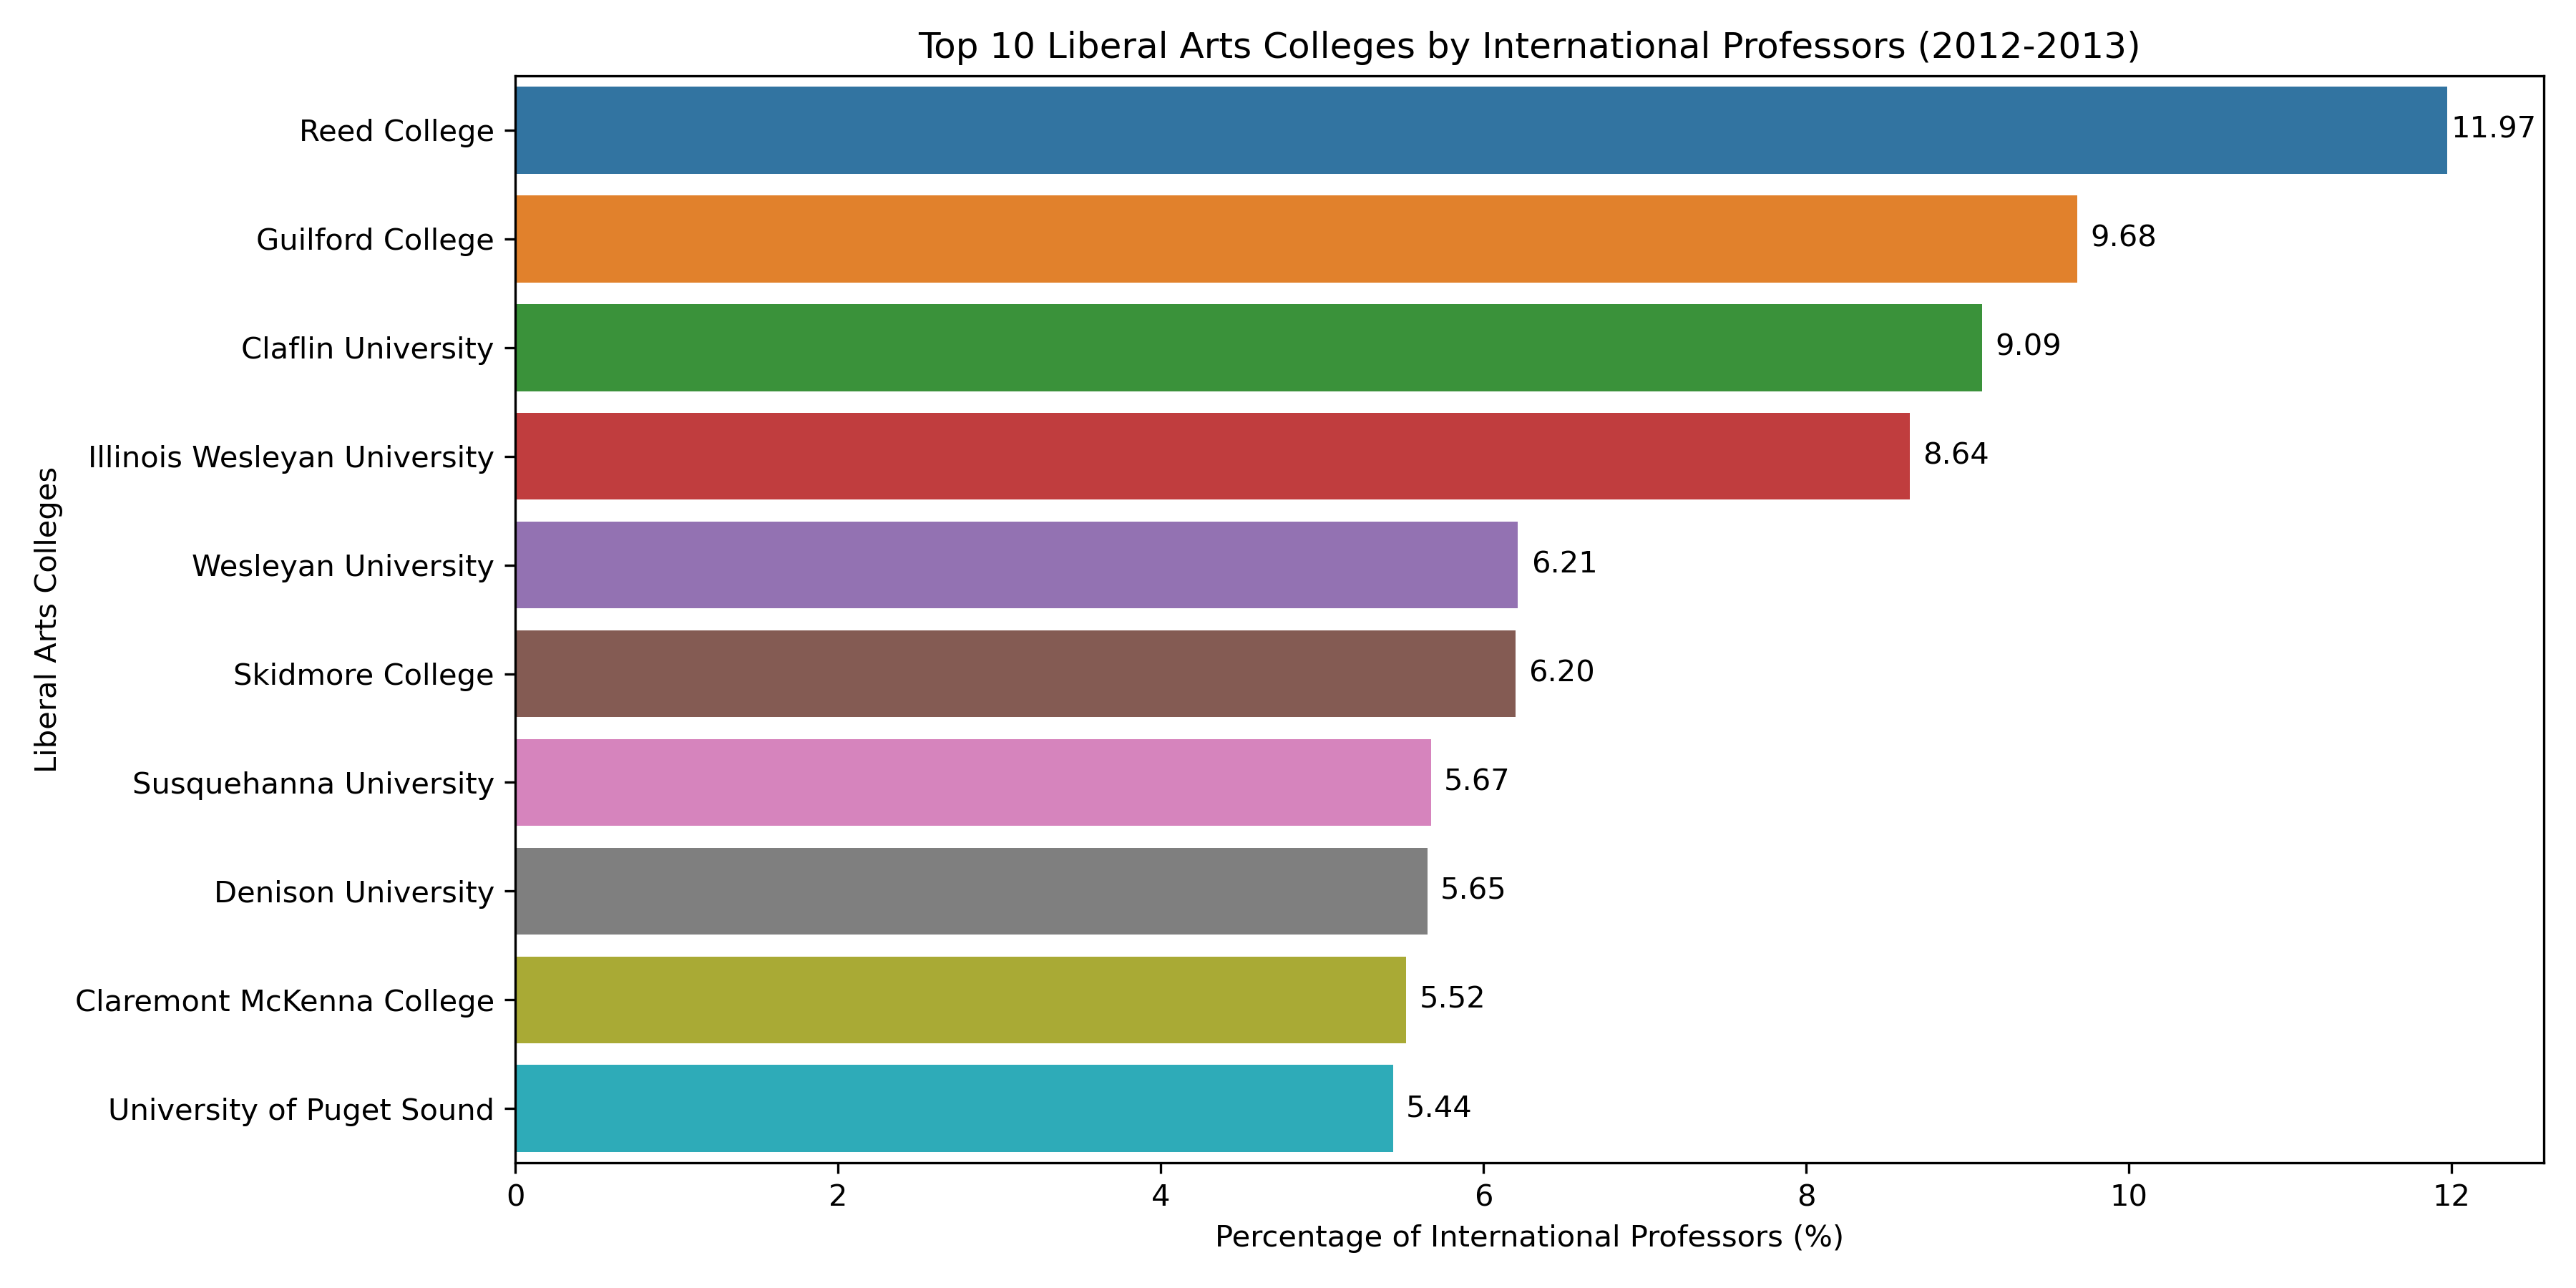 Top 10 Liberal Arts Colleges by International Professors (2012-2013)
Liberal Arts Colleges
Reed College
11.97
Guilford College
9.68
Claflin University
9.09
Illinois Wesleyan University
8.64
Wesleyan University
6.21
Skidmore College
6.20
Susquehanna University
5.67
Denison University
5.65
Claremont McKenna College
5.52
University of Puget Sound
5.44
0 2 4 6 8 10 12
Percentage of International Professors (%)